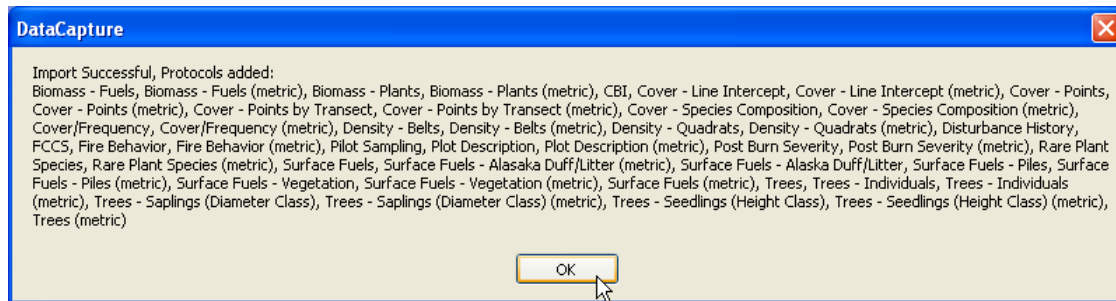 DataCapture
Import Successful, Protocols added:
Biomass - Fuels, Biomass - Fuels (metric), Biomass - Plants, Biomass - Plants (metric), CBI, Cover - Line Intercept, Cover - Line Intercept (metric), Cover - Points,
Cover - Points (metric), Cover - Points by Transect, Cover - Points by Transect (metric), Cover - Species Composition, Cover - Species Composition (metric),
Cover/Frequency, Cover/Frequency (metric), Density - Belts, Density - Belts (metric), Density - Quadrats, Density - Quadrats (metric), Disturbance History,
FCCS, Fire Behavior, Fire Behavior (metric), Pilot Sampling, Plot Description, Plot Description (metric), Post Burn Severity, Post Burn Severity (metric), Rare Plant
Species, Rare Plant Species (metric), Surface Fuels, Surface Fuels - Alasaka Duff/Litter (metric), Surface Fuels - Alaska Duff/Litter, Surface Fuels - Piles, Surface
Fuels - Piles (metric), Surface Fuels - Vegetation, Surface Fuels - Vegetation (metric), Surface Fuels (metric), Trees, Trees - Individuals, Trees - Individuals
(metric), Trees - Saplings (Diameter Class), Trees - Saplings (Diameter Class) (metric), Trees - Seedlings (Height Class), Trees - Seedlings (Height Class) (metric),
Trees (metric)
OK